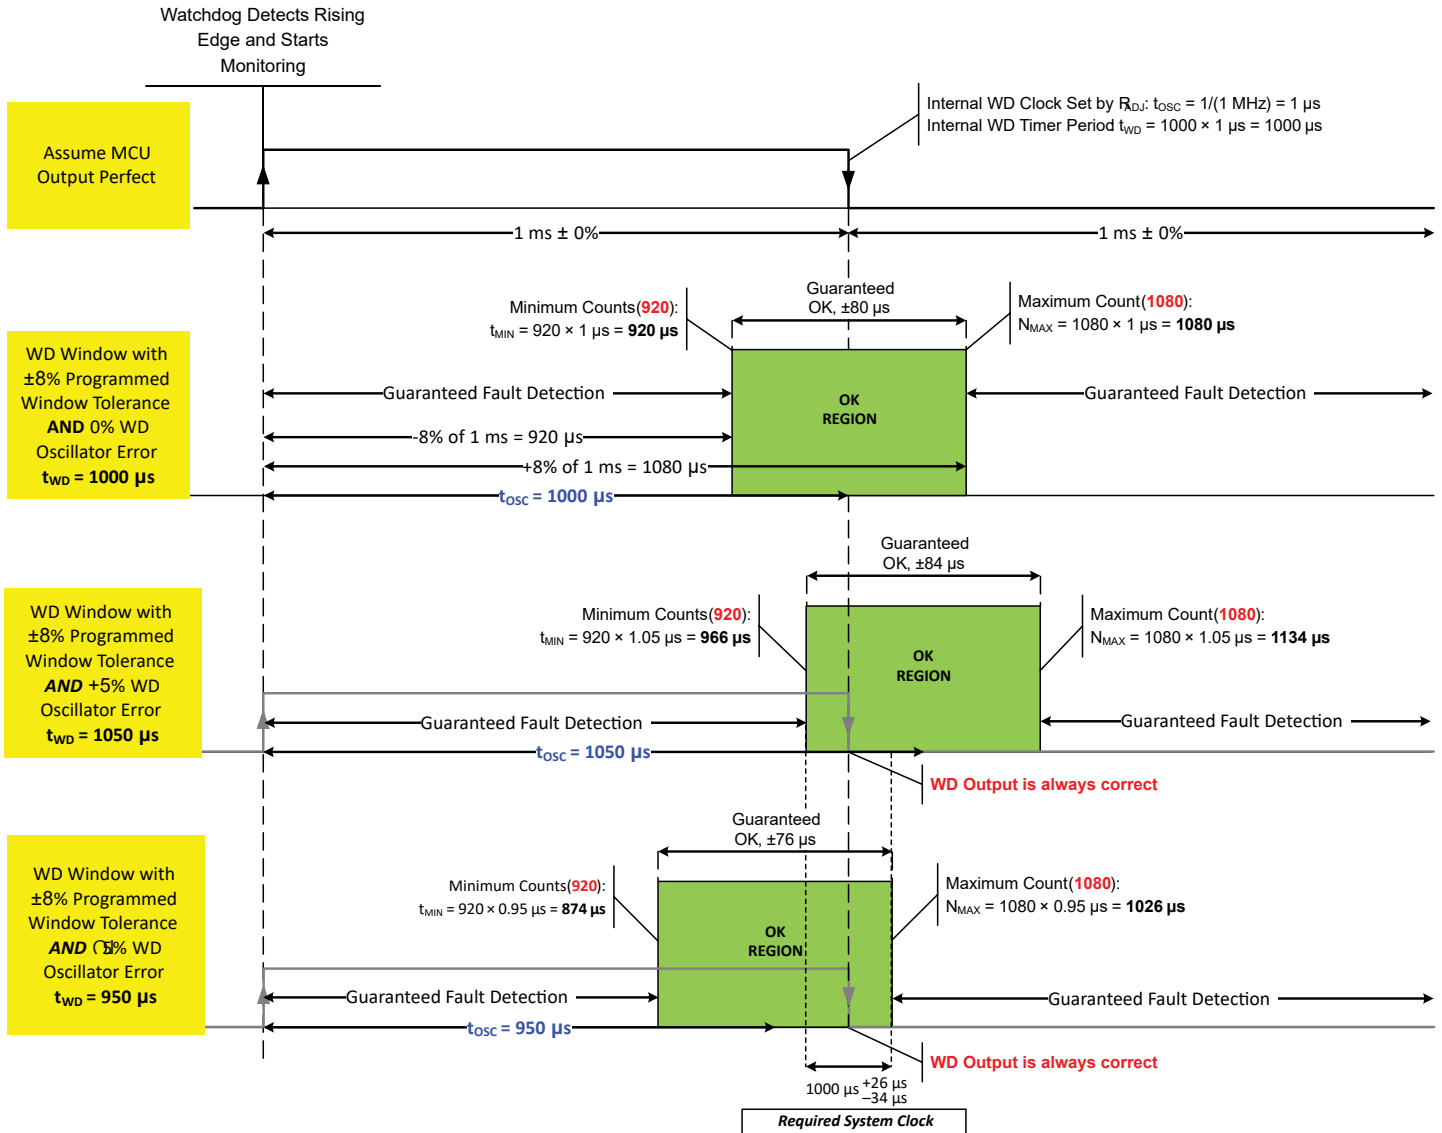 Watchdog Detects Rising
Edge and Starts
Monitoring
Internal WD Clock Set by RADJ: tOSC = 1/(1 MHz) = 1 µs
Internal WD Timer Period tWD = 1000 × 1 µs = 1000 µs
Assume MCU
Output Perfect
1 ms ± 0%
1 ms ± 0%
Guaranteed
OK, ±80 µs
Minimum Counts(920):
tMIN = 920 × 1 µs = 920 µs
Maximum Count(1080):
NMAX = 1080 × 1 µs = 1080 µs
WD Window with
±8% Programmed
Window Tolerance
AND 0% WD
Oscillator Error
tWD = 1000 µs
Guaranteed Fault Detection
OK
REGION
Guaranteed Fault Detection
-8% of 1 ms = 920 µs
+8% of 1 ms = 1080 µs
tOSC = 1000 µs
Guaranteed
OK, ±84 µs
Minimum Counts(920):
tMIN = 920 × 1.05 µs = 966 µs
Maximum Count(1080):
NMAX = 1080 × 1.05 µs = 1134 µs
WD Window with
±8% Programmed
Window Tolerance
AND +5% WD
Oscillator Error
tWD = 1050 µs
OK
REGION
Guaranteed Fault Detection
Guaranteed Fault Detection
tOSC = 1050 µs
WD Output is always correct
Guaranteed
OK, ±76 µs
Minimum Counts(920):
tMIN = 920 × 0.95 µs = 874 µs
Maximum Count(1080):
NMAX = 1080 × 0.95 µs = 1026 µs
WD Window with
±8% Programmed
Window Tolerance
AND 5% WD
Oscillator Error
tWD = 950 µs
OK
REGION
Guaranteed Fault Detection
Guaranteed Fault Detection
tOSC = 950 µs
WD Output is always correct
1000 µs +26 µs
–34 µs
Required System Clock